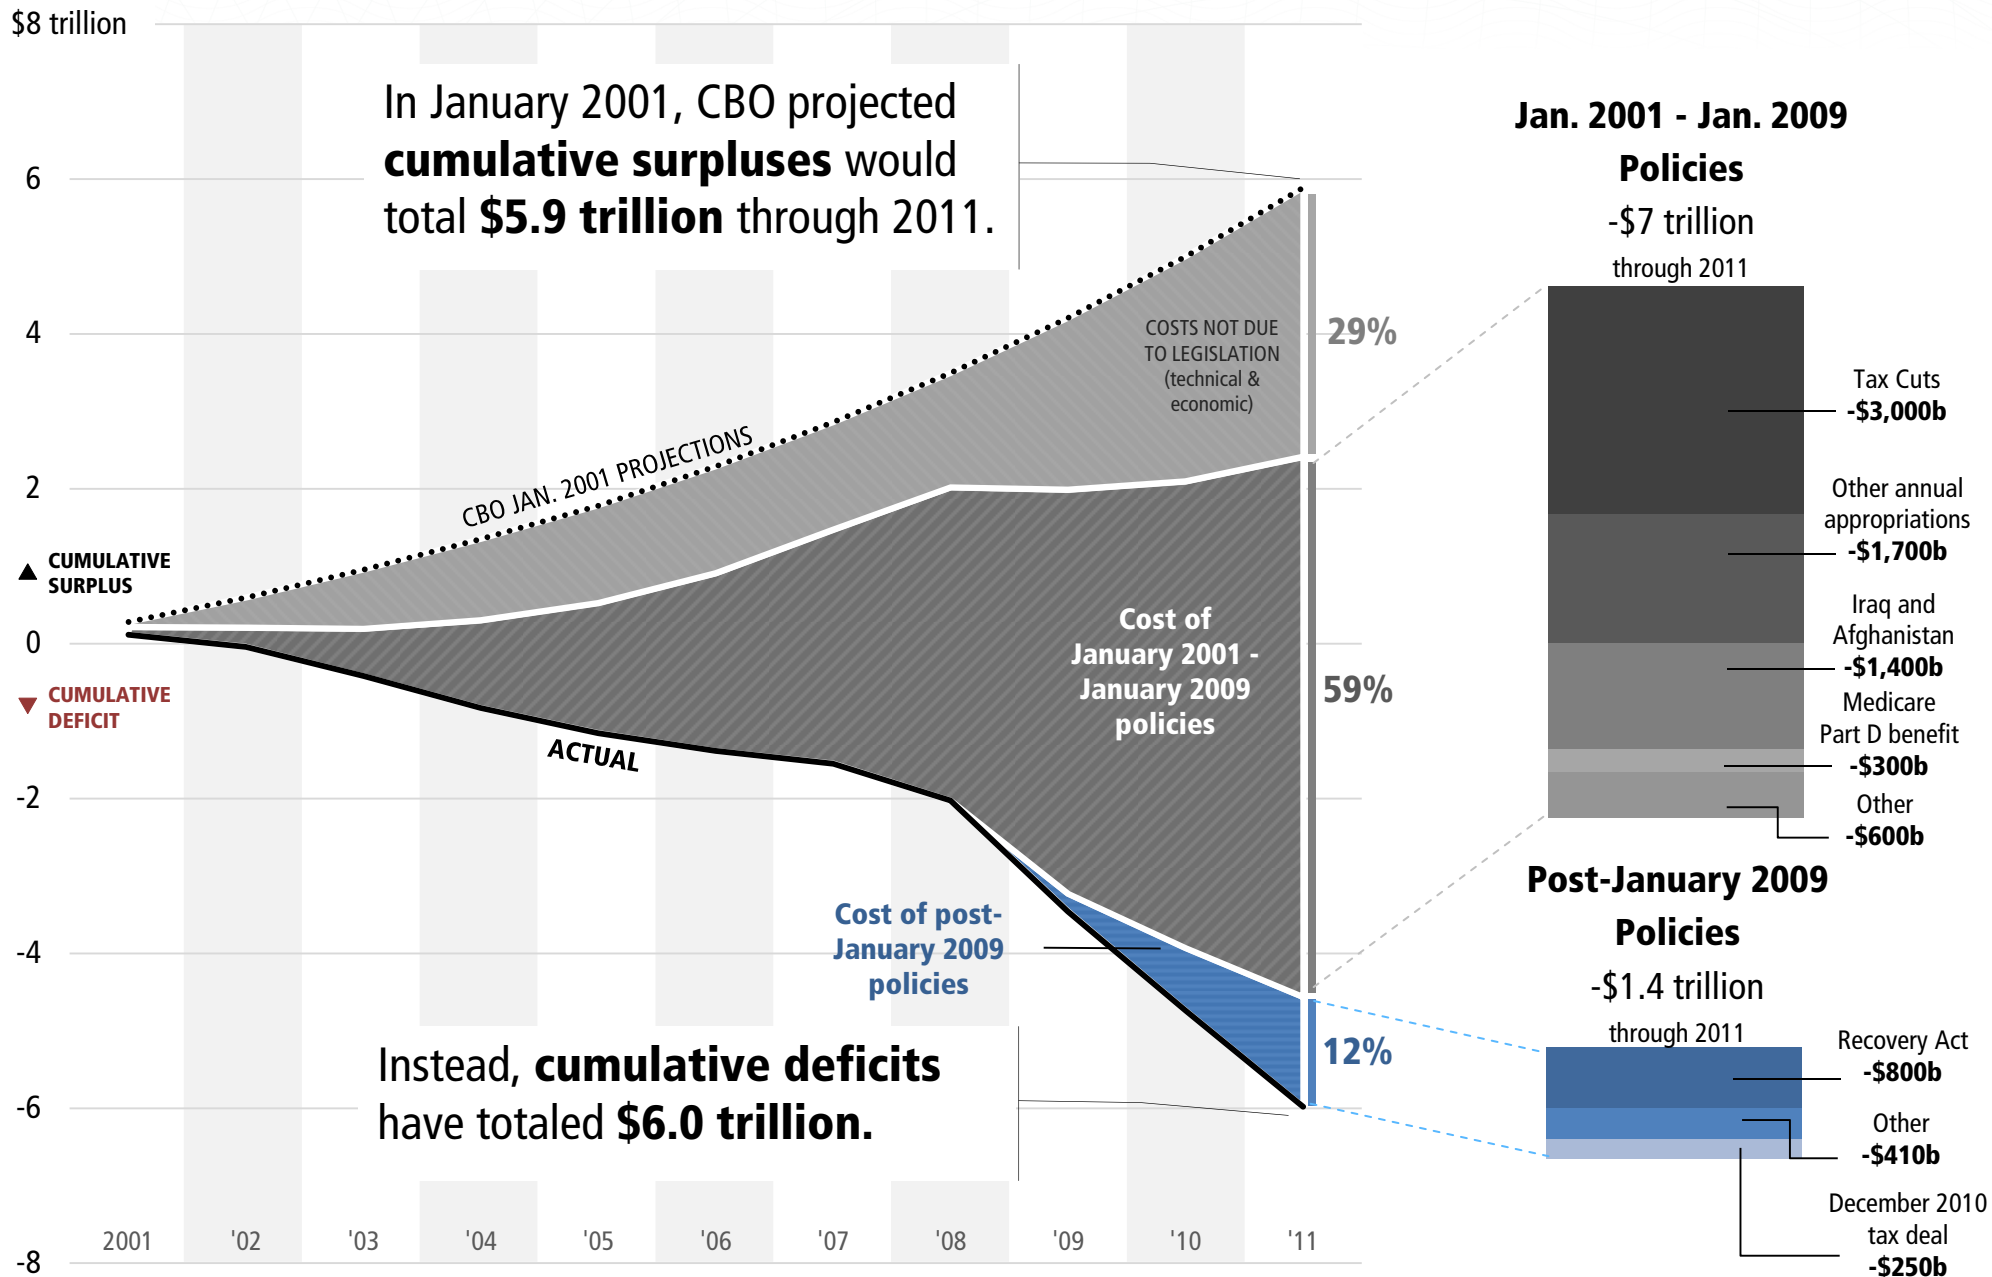 $8 trillion
In January 2001, CBO projected
cumulative surpluses would
total $5.9 trillion through 2011.
6
4
2
0
-2
-4
-6
-8
CBO JAN. 2001 PROJECTIONS
▲ CUMULATIVE
SURPLUS
▼ CUMULATIVE
DEFICIT
ACTUAL
COSTS NOT DUE
TO LEGISLATION
(technical &
economic)
29%
Cost of
January 2001 -
January 2009
policies
59%
Cost of post-
January 2009
policies
12%
Instead, cumulative deficits
have totaled $6.0 trillion.
2001 '02 '03 '04 '05 '06 '07 '08 '09 '10 '11
Jan. 2001 - Jan. 2009
Policies
-$7 trillion
through 2011
Tax Cuts
-$3,000b
Other annual
appropriations
-$1,700b
Iraq and
Afghanistan
-$1,400b
Medicare
Part D benefit
-$300b
Other
-$600b
Post-January 2009
Policies
-$1.4 trillion
through 2011
Recovery Act
-$800b
Other
-$410b
December 2010
tax deal
-$250b